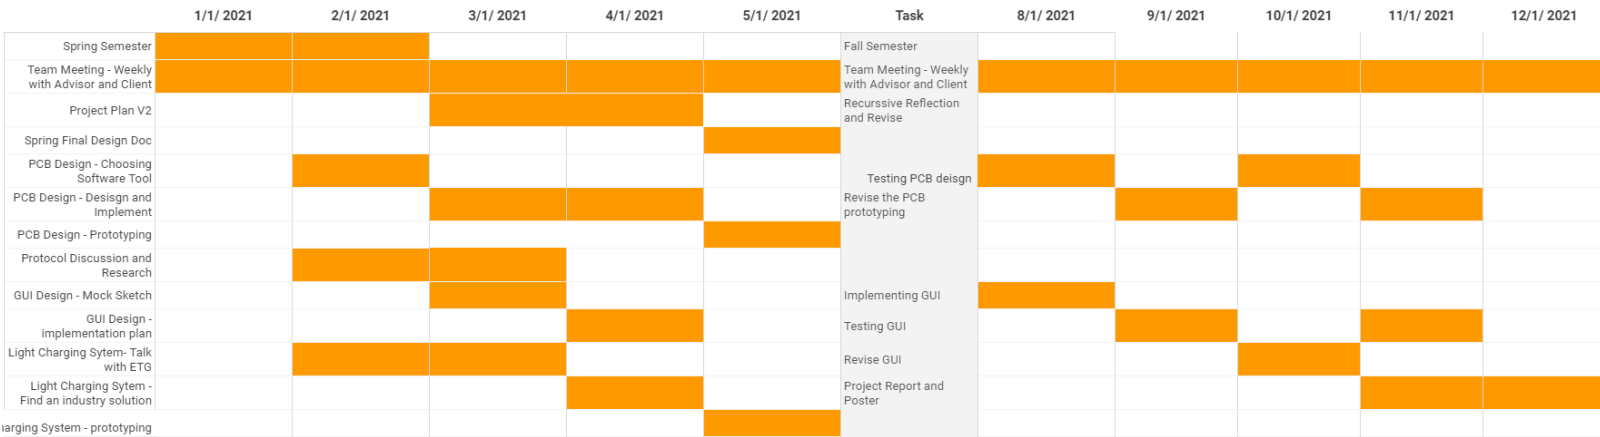 1/1/ 2021 2/1/ 2021 3/1/ 2021 4/1/ 2021 5/1/ 2021 Task 8/1/ 2021 9/1/ 2021 10/1/ 2021 11/1/ 2021 12/1/ 2021
Spring Semester
Fall Semester
Team Meeting - Weekly
with Advisor and Client
Team Meeting - Weekly
with Advisor and Client
Project Plan V2
Recurssive Reflection
and Revise
Spring Final Design Doc
PCB Design - Choosing
Software Tool
Testing PCB deisgn
PCB Design - Desisgn and
Implement
Revise the PCB
prototyping
PCB Design - Prototyping
Protocol Discussion and
Research
GUI Design - Mock Sketch
Implementing GUI
GUI Design -
implementation plan
Testing GUI
Light Charging Sytem- Talk
with ETG
Revise GUI
Light Charging Sytem -
Find an industry solution
Project Report and
Poster
arging System - prototyping